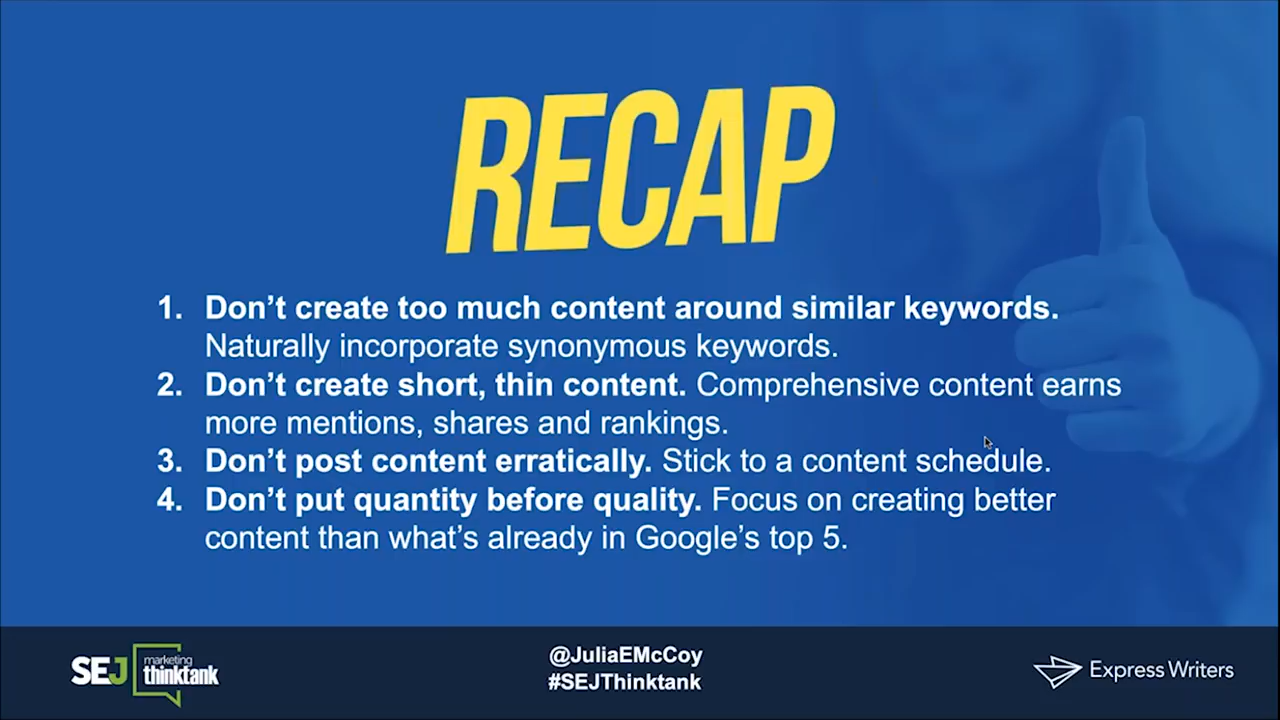 RECAP
1. Don’t create too much content around similar keywords.
Naturally incorporate synonymous keywords.
2. Don’t create short, thin content. Comprehensive content earns
more mentions, shares and rankings.
3. Don’t post content erratically. Stick to a content schedule.
4. Don’t put quantity before quality. Focus on creating better
content than what’s already in Google’s top 5.
SEJ marketing
thinktank
@JuliaEMcCoy
#SEJThinktank
Express Writers